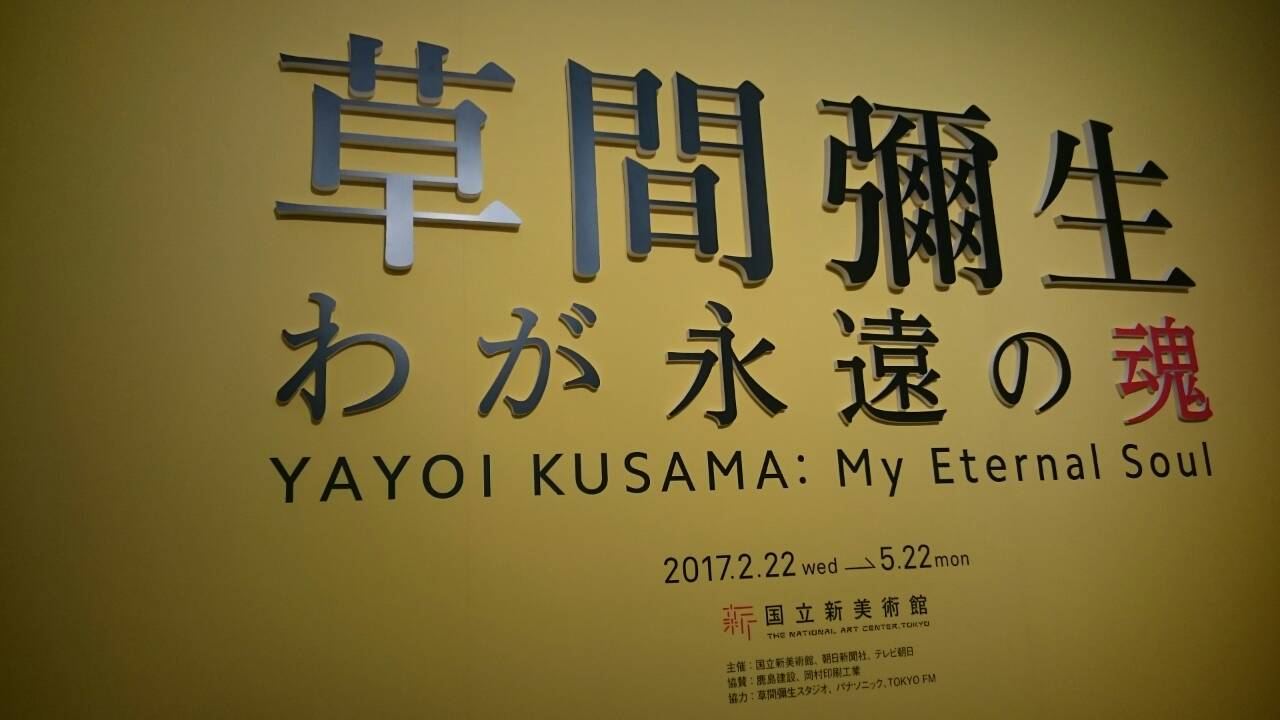 草間彌生
わが永遠の魂
YAYOI KUSAMA: My Eternal Soul
2017.2.22 wed → 5.22 mon
新 国立新美術館
THE NATIONAL ART CENTER, TOKYO
主催：国立新美術館、朝日新聞社、テレビ朝日
協賛：鹿島建設、岡村印刷工業
協力：草間彌生スタジオ、パナソニック、TOKYO FM